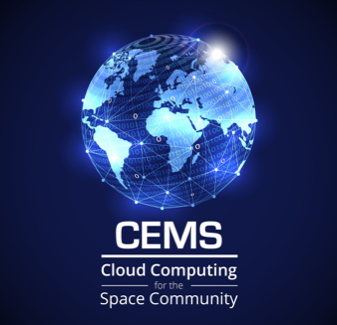 CEMS
Cloud Computing
for the
Space Community